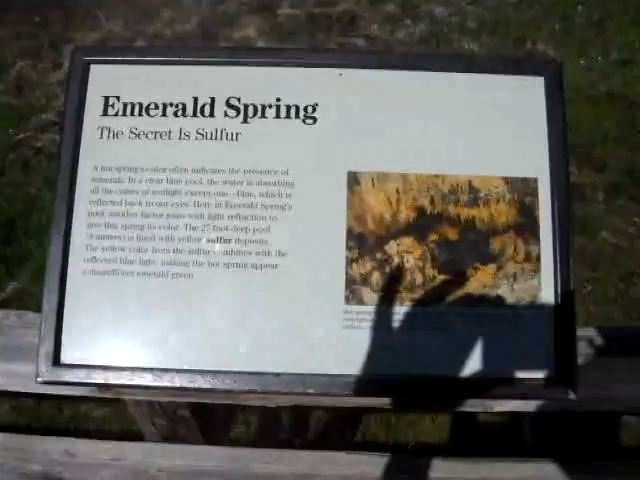 Emerald Spring
The Secret Is Sulfur
A hot spring's color often indicates the presence of
minerals. In a clear blue pool, the water is absorbing
all the colors of sunlight except one—blue, which is
reflected back to our eyes. Here in Emerald Spring's
pool, another factor joins with light refraction to
give this spring its color. The 27-foot-deep pool
is lined with yellow sulfur deposits.
The yellow color from the sulfur combines with the
reflected blue light, making the hot spring appear
a magnificent emerald green.